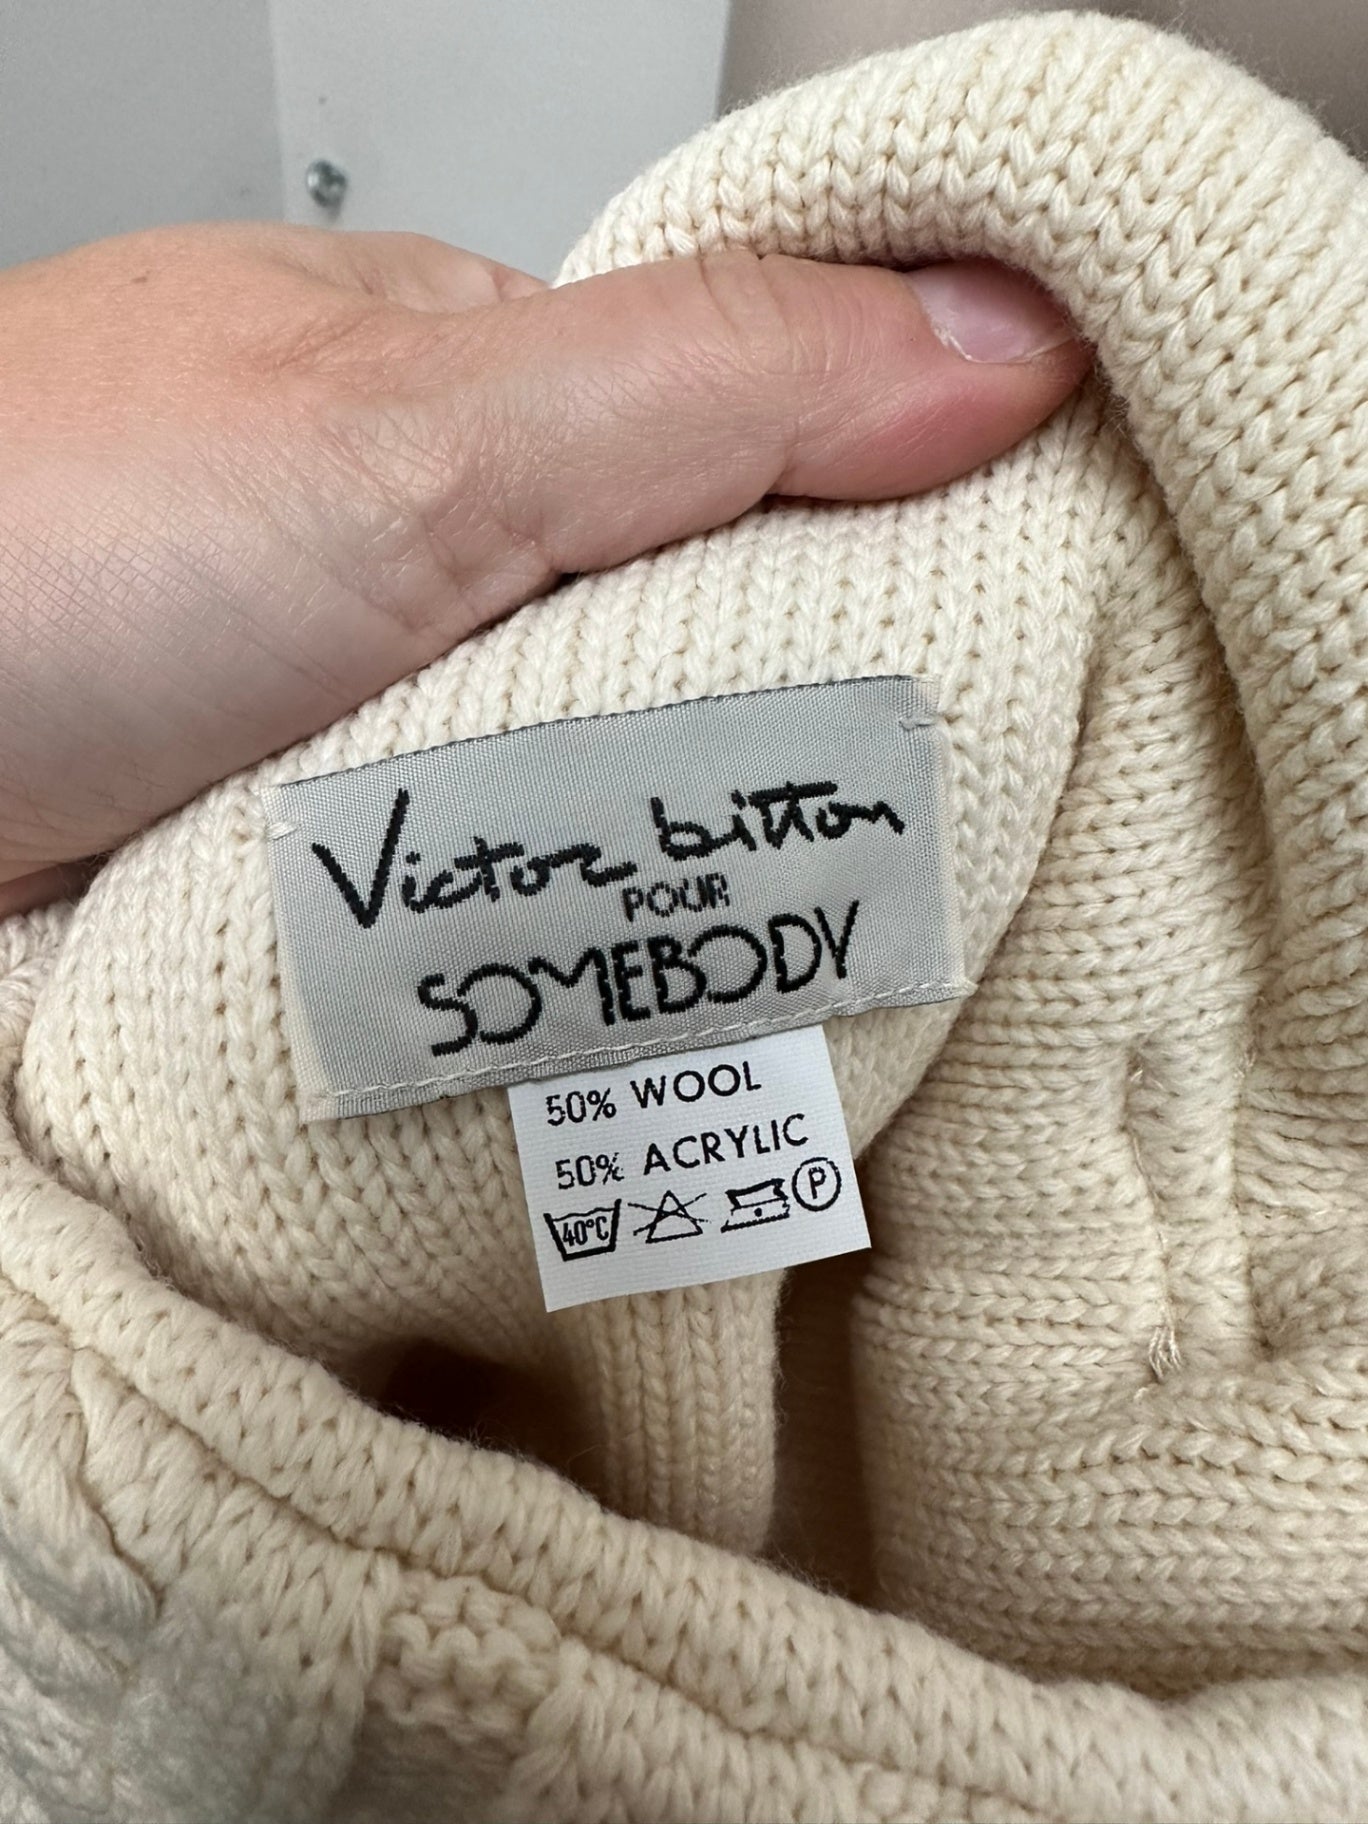 Victor bitton
POUR
SOMEBODY
50% WOOL
50% ACRYLIC
40°C P